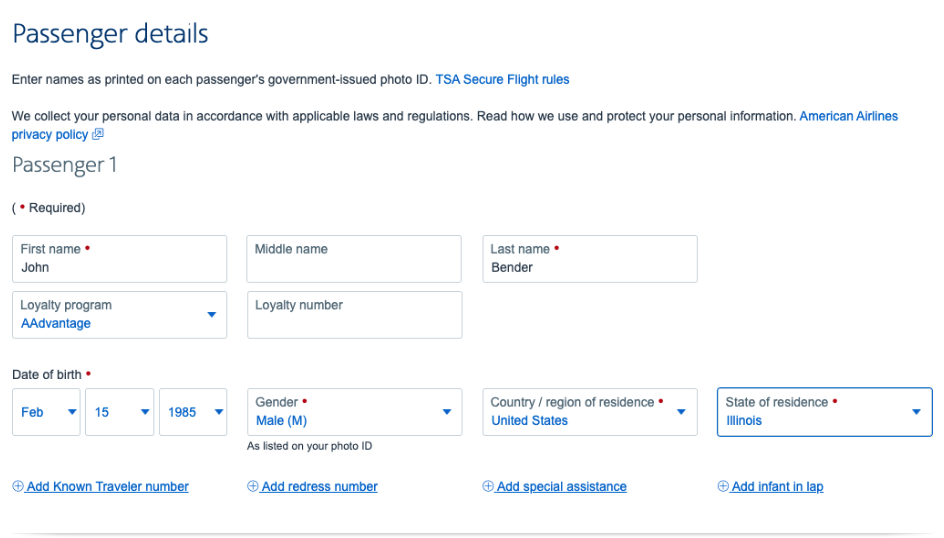 Passenger details
Enter names as printed on each passenger's government-issued photo ID. TSA Secure Flight rules
We collect your personal data in accordance with applicable laws and regulations. Read how we use and protect your personal information. American Airlines
privacy policy
Passenger 1
( • Required)
First name •
John
Middle name
Last name •
Bender
Loyalty program
AAdvantage
Loyalty number
Date of birth •
Feb 15 1985
Gender •
Male (M)
As listed on your photo ID
Country / region of residence •
United States
State of residence •
Illinois
Add Known Traveler number
Add redress number
Add special assistance
Add infant in lap